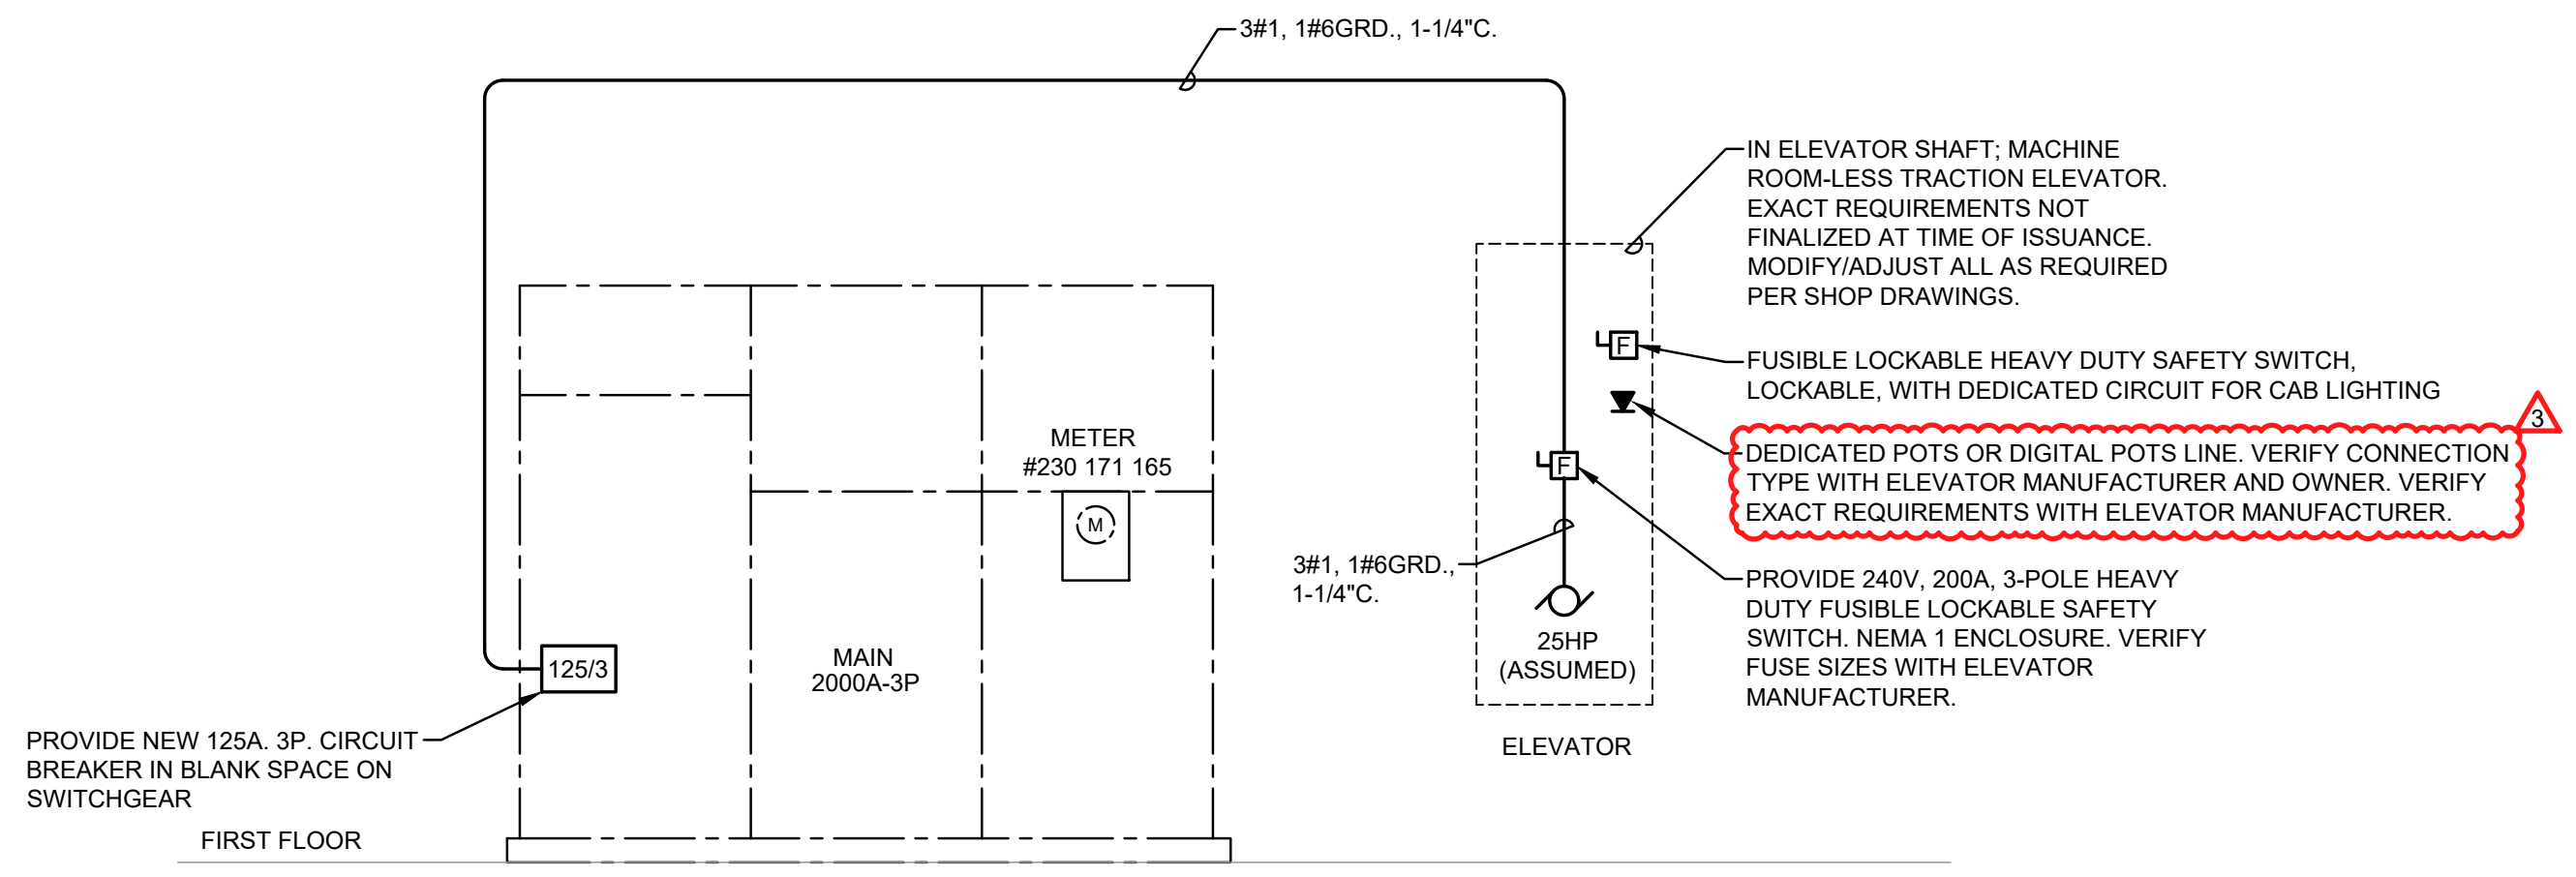 3#1, 1#6GRD., 1-1/4"C.
IN ELEVATOR SHAFT; MACHINE
ROOM-LESS TRACTION ELEVATOR.
EXACT REQUIREMENTS NOT
FINALIZED AT TIME OF ISSUANCE.
MODIFY/ADJUST ALL AS REQUIRED
PER SHOP DRAWINGS.
F
FUSIBLE LOCKABLE HEAVY DUTY SAFETY SWITCH,
LOCKABLE, WITH DEDICATED CIRCUIT FOR CAB LIGHTING
3
DEDICATED POTS OR DIGITAL POTS LINE. VERIFY CONNECTION
TYPE WITH ELEVATOR MANUFACTURER AND OWNER. VERIFY
EXACT REQUIREMENTS WITH ELEVATOR MANUFACTURER.
METER
#230 171 165
M
F
3#1, 1#6GRD.,
1-1/4"C.
PROVIDE 240V, 200A, 3-POLE HEAVY
DUTY FUSIBLE LOCKABLE SAFETY
SWITCH. NEMA 1 ENCLOSURE. VERIFY
FUSE SIZES WITH ELEVATOR
MANUFACTURER.
25HP
(ASSUMED)
125/3
MAIN
2000A-3P
ELEVATOR
PROVIDE NEW 125A. 3P. CIRCUIT
BREAKER IN BLANK SPACE ON
SWITCHGEAR
FIRST FLOOR